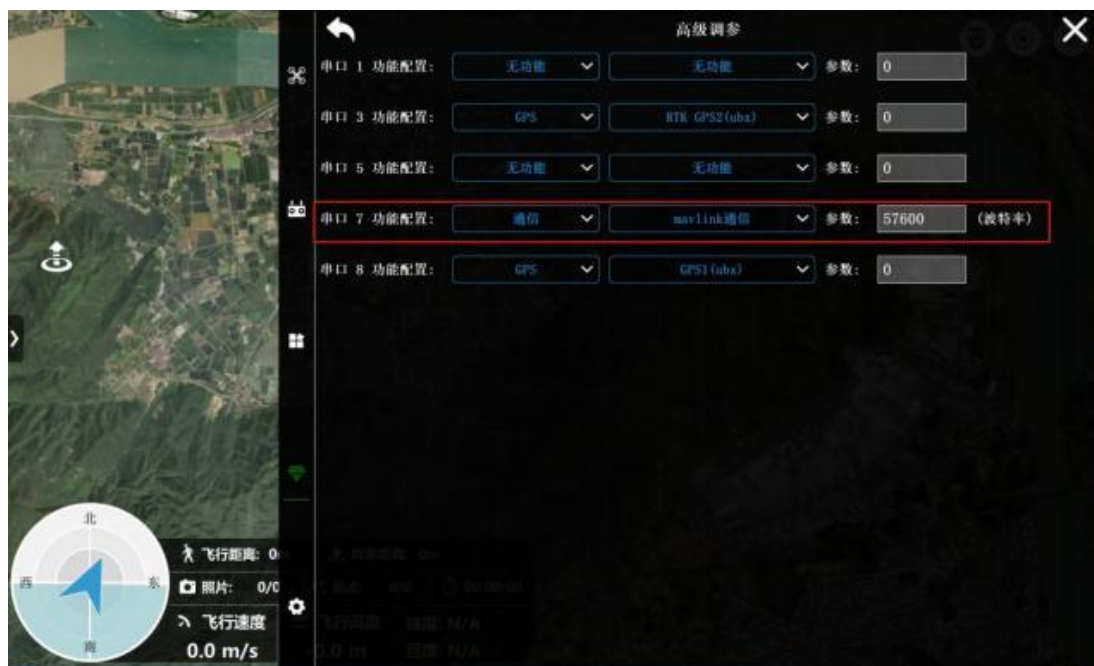 高级调参
串口 1 功能配置： 无功能 无功能 参数： 0
串口 3 功能配置： GPS RTK GPS2(ubx) 参数： 0
串口 5 功能配置： 无功能 无功能 参数： 0
串口 7 功能配置： 通信 mavlink通信 参数： 57600 (波特率)
串口 8 功能配置： GPS GPS1(ubx) 参数： 0
北
西
东
南
飞行距离: 0
照片: 0/0
飞行速度
0.0 m/s